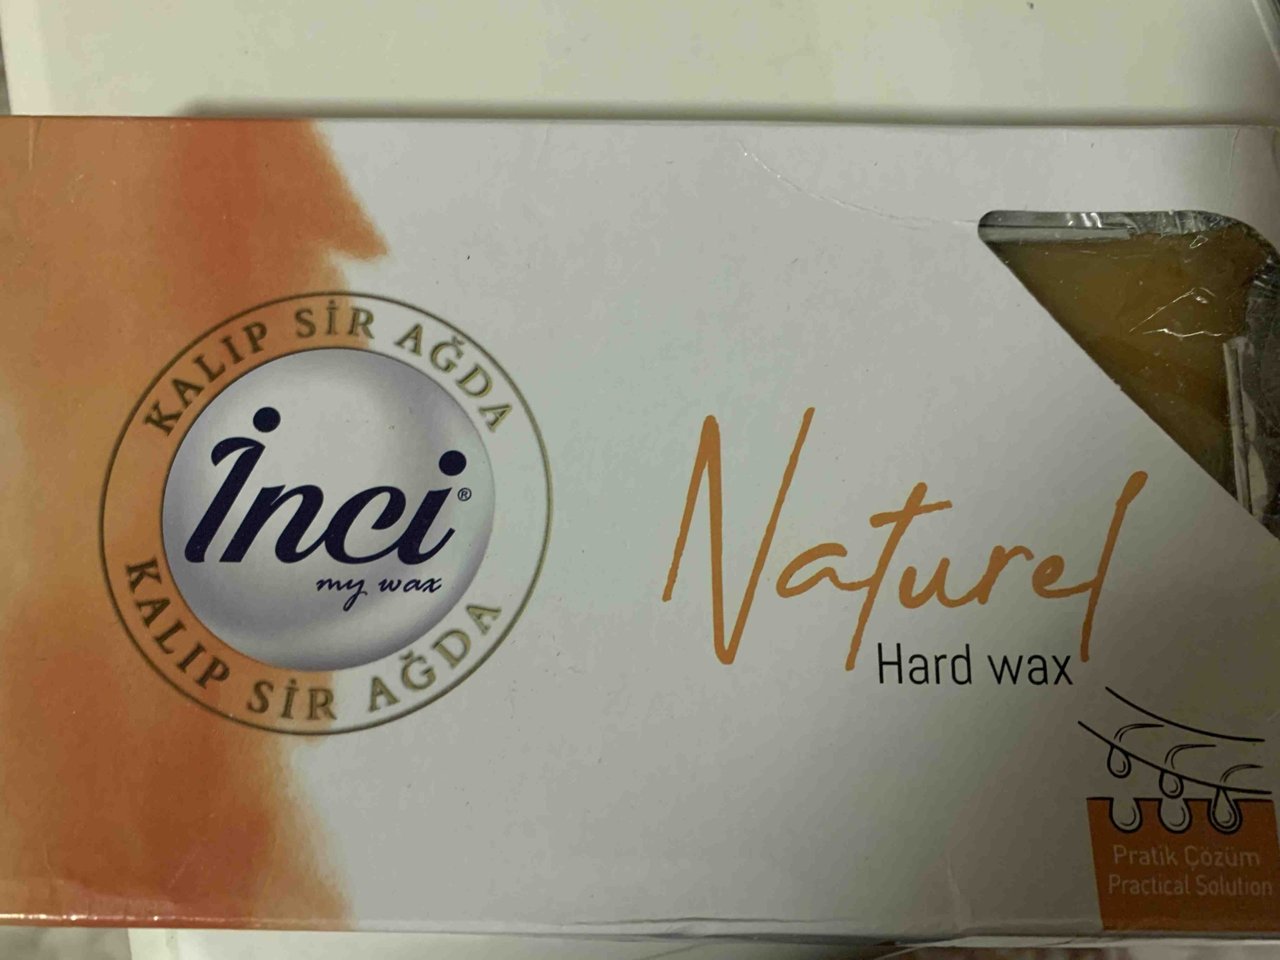 KALIP SİR AĞDA
İnci®
my wax
KALIP SİR AĞDA
Naturel
Hard wax
Pratik Çözüm
Practical Solution